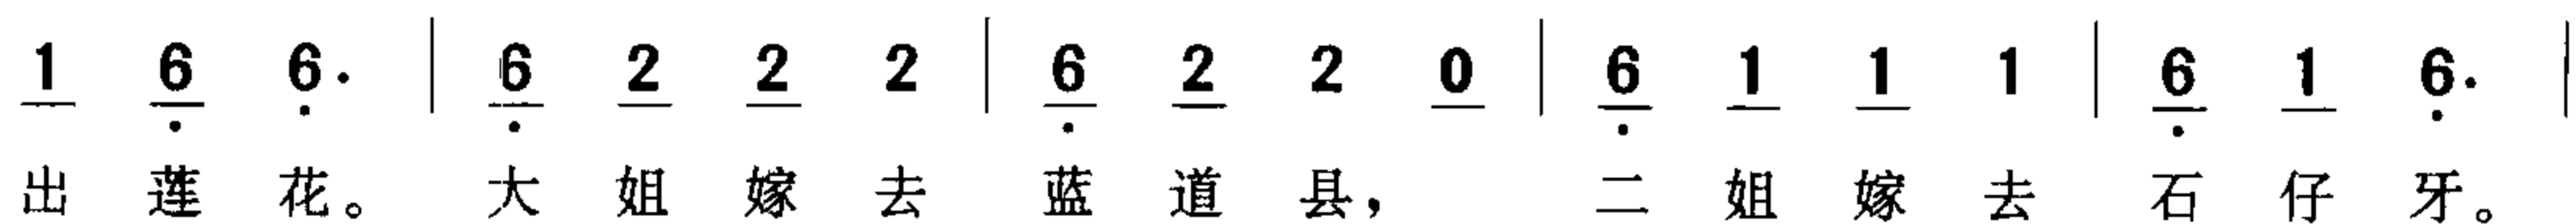 1 6 6. | 6 2 2 2 | 6 2 2 0 | 6 1 1 1 | 6 1 6. |
出莲花。大姐嫁去蓝道县，二姐嫁去石仔牙。